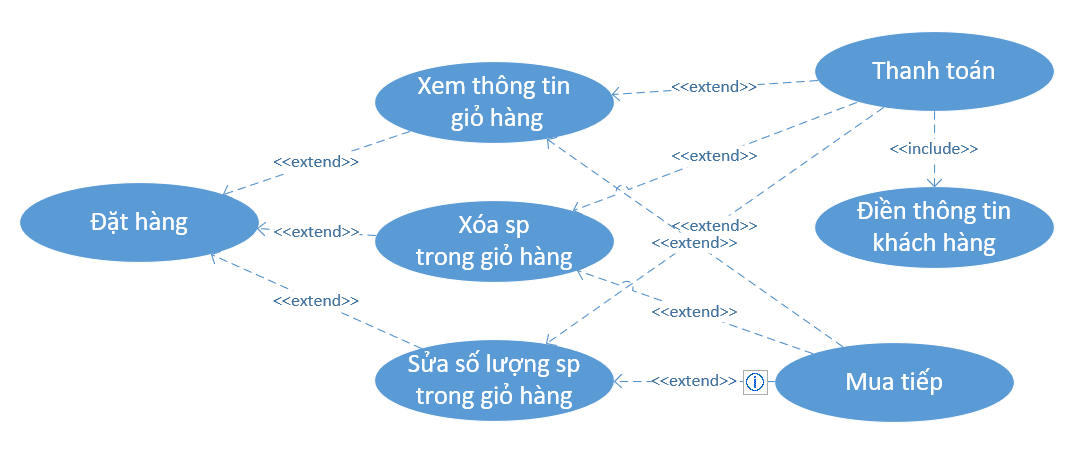 Đặt hàng
<<extend>>
<<extend>>
<<extend>>
Xem thông tin
giỏ hàng
Xóa sp
trong giỏ hàng
Sửa số lượng sp
trong giỏ hàng
<<extend>>
<<extend>>
<<extend>>
<<extend>>
<<extend>>
<<extend>>
Thanh toán
<<include>>
Điền thông tin
khách hàng
Mua tiếp